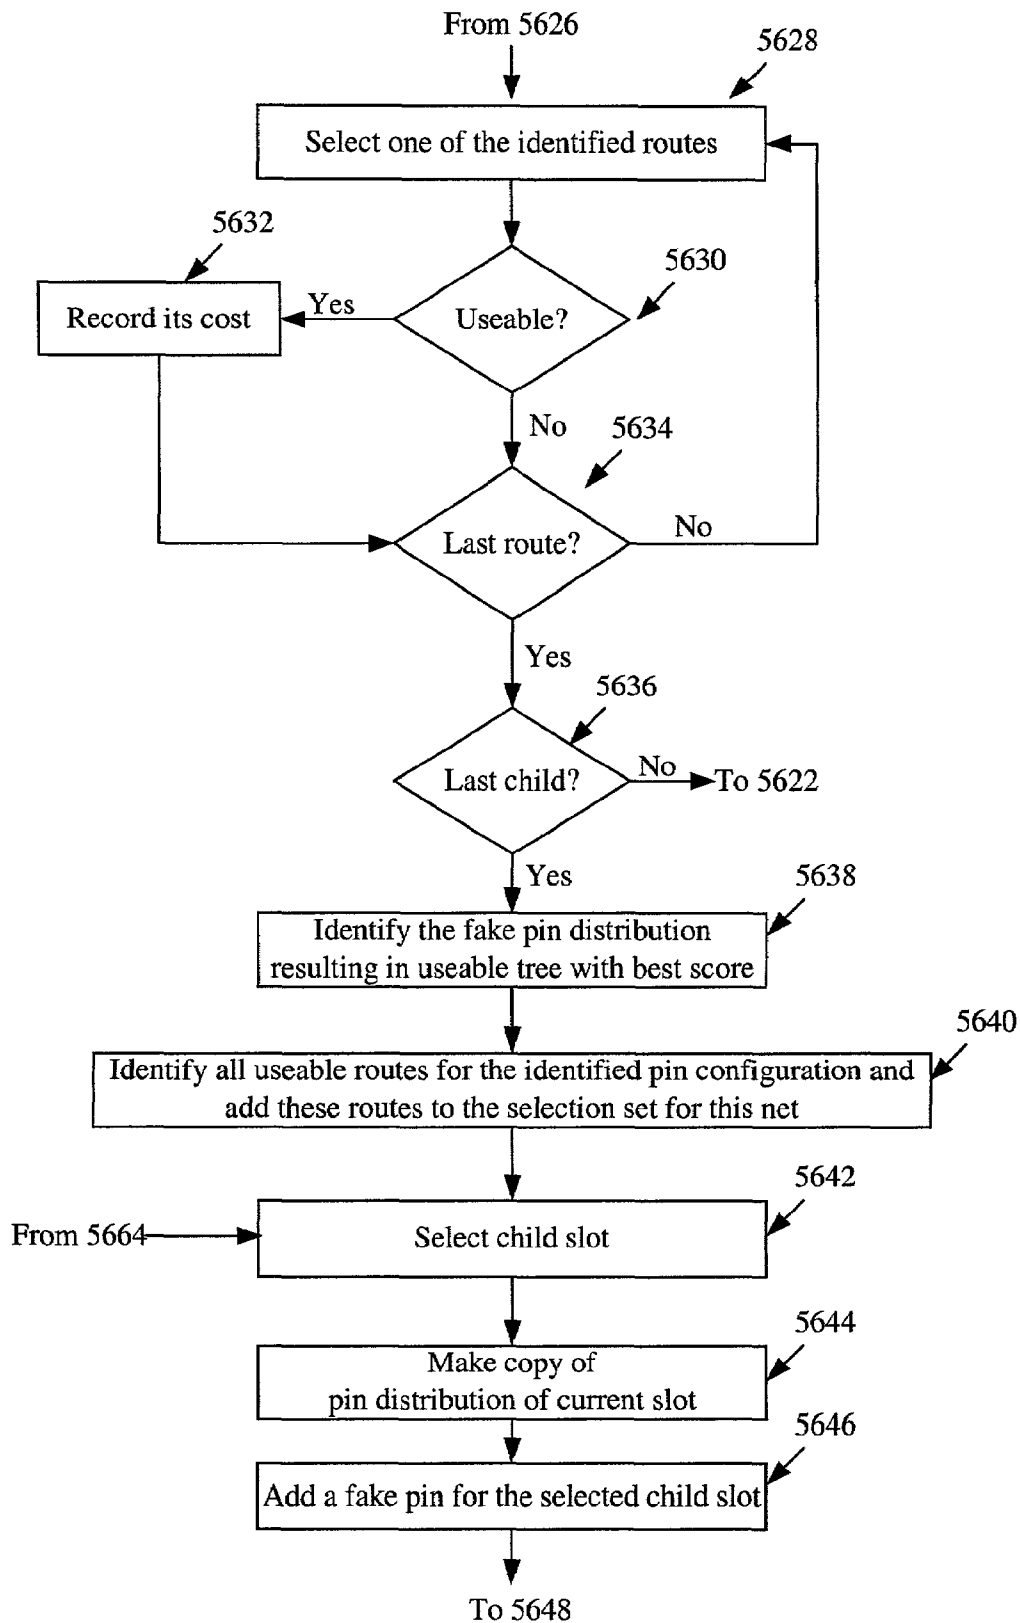 From 5626
5628
Select one of the identified routes
5632
5630
Record its cost
Yes
Useable?
No
5634
Last route?
No
Yes
5636
Last child?
No
To 5622
Yes
5638
Identify the fake pin distribution
resulting in useable tree with best score
5640
Identify all useable routes for the identified pin configuration and
add these routes to the selection set for this net
5642
From 5664
Select child slot
5644
Make copy of
pin distribution of current slot
5646
Add a fake pin for the selected child slot
To 5648